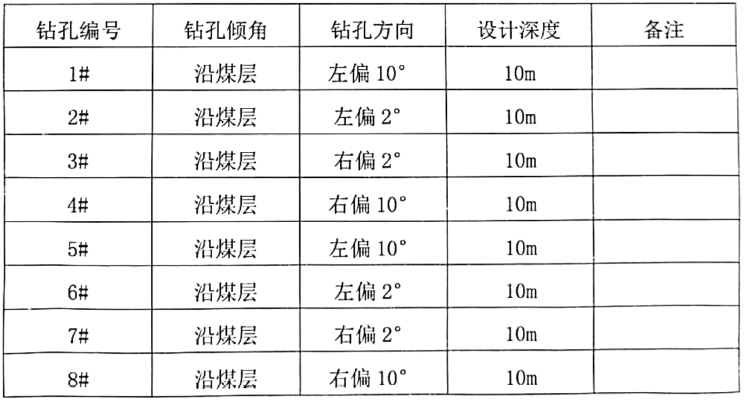 钻孔编号 钻孔倾角 钻孔方向 设计深度 备注
1# 沿煤层 左偏 10° 10m
2# 沿煤层 左偏 2° 10m
3# 沿煤层 右偏 2° 10m
4# 沿煤层 右偏 10° 10m
5# 沿煤层 左偏 10° 10m
6# 沿煤层 左偏 2° 10m
7# 沿煤层 右偏 2° 10m
8# 沿煤层 右偏 10° 10m